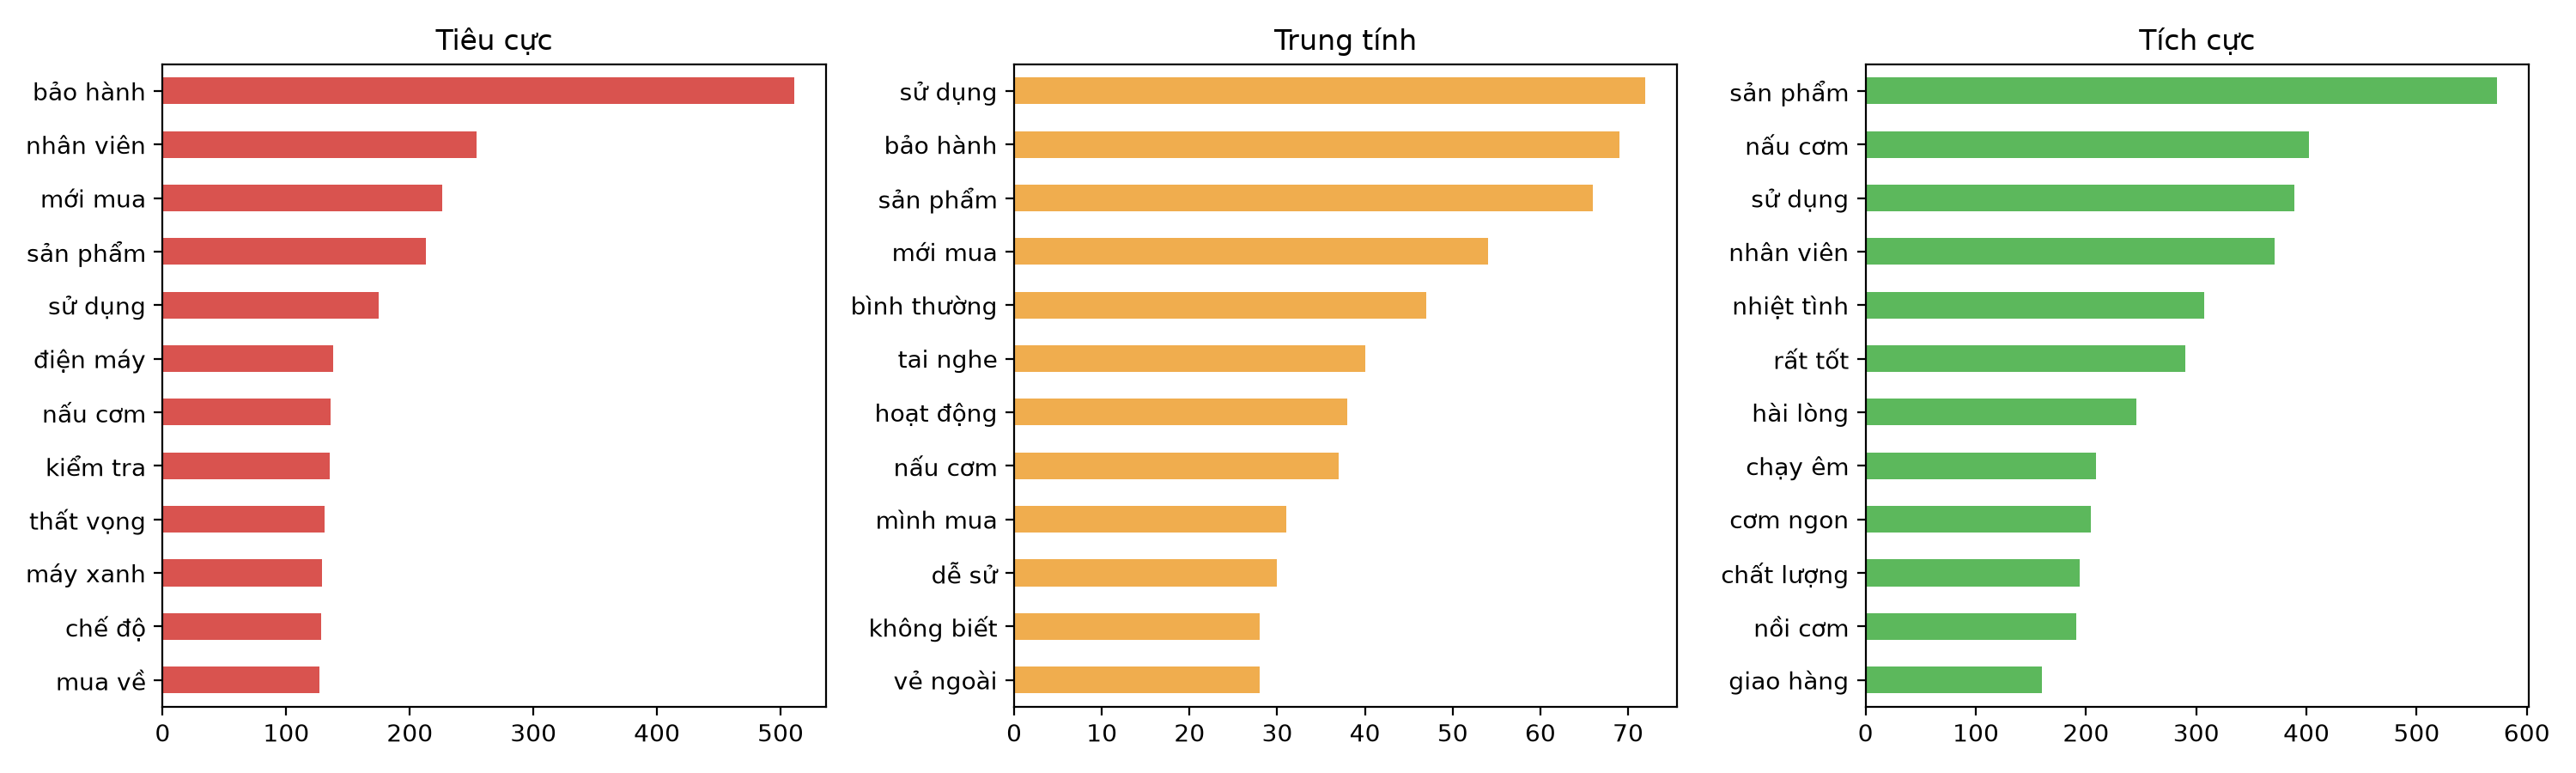 Tiêu cực
bảo hành
nhân viên
mới mua
sản phẩm
sử dụng
điện máy
nấu cơm
kiểm tra
thất vọng
máy xanh
chế độ
mua về
0 100 200 300 400 500
Trung tính
sử dụng
bảo hành
sản phẩm
mới mua
bình thường
tai nghe
hoạt động
nấu cơm
mình mua
dễ sử
không biết
vẻ ngoài
0 10 20 30 40 50 60 70
Tích cực
sản phẩm
nấu cơm
sử dụng
nhân viên
nhiệt tình
rất tốt
hài lòng
chạy êm
cơm ngon
chất lượng
nồi cơm
giao hàng
0 100 200 300 400 500 600